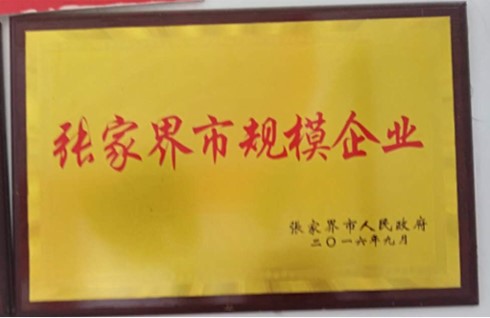 张家界市规模企业
张家界市人民政府
二〇一六年九月